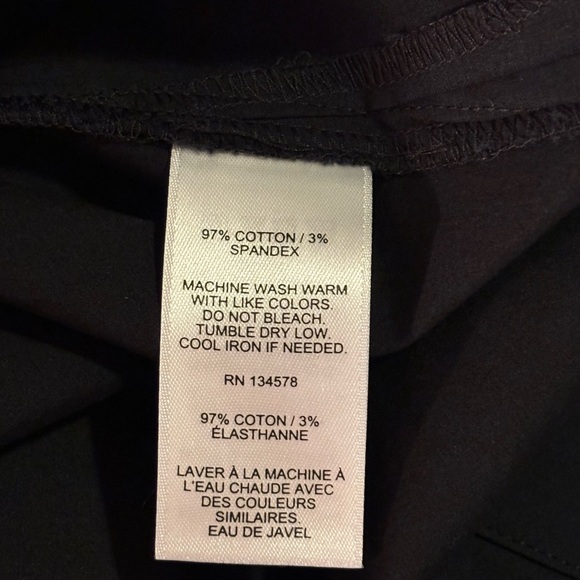 97% COTTON / 3%
SPANDEX
MACHINE WASH WARM
WITH LIKE COLORS.
DO NOT BLEACH.
TUMBLE DRY LOW.
COOL IRON IF NEEDED.
RN 134578
97% COTON / 3%
ÉLASTHANNE
LAVER À LA MACHINE À
L'EAU CHAUDE AVEC
DES COULEURS
SIMILAIRES.
EAU DE JAVEL